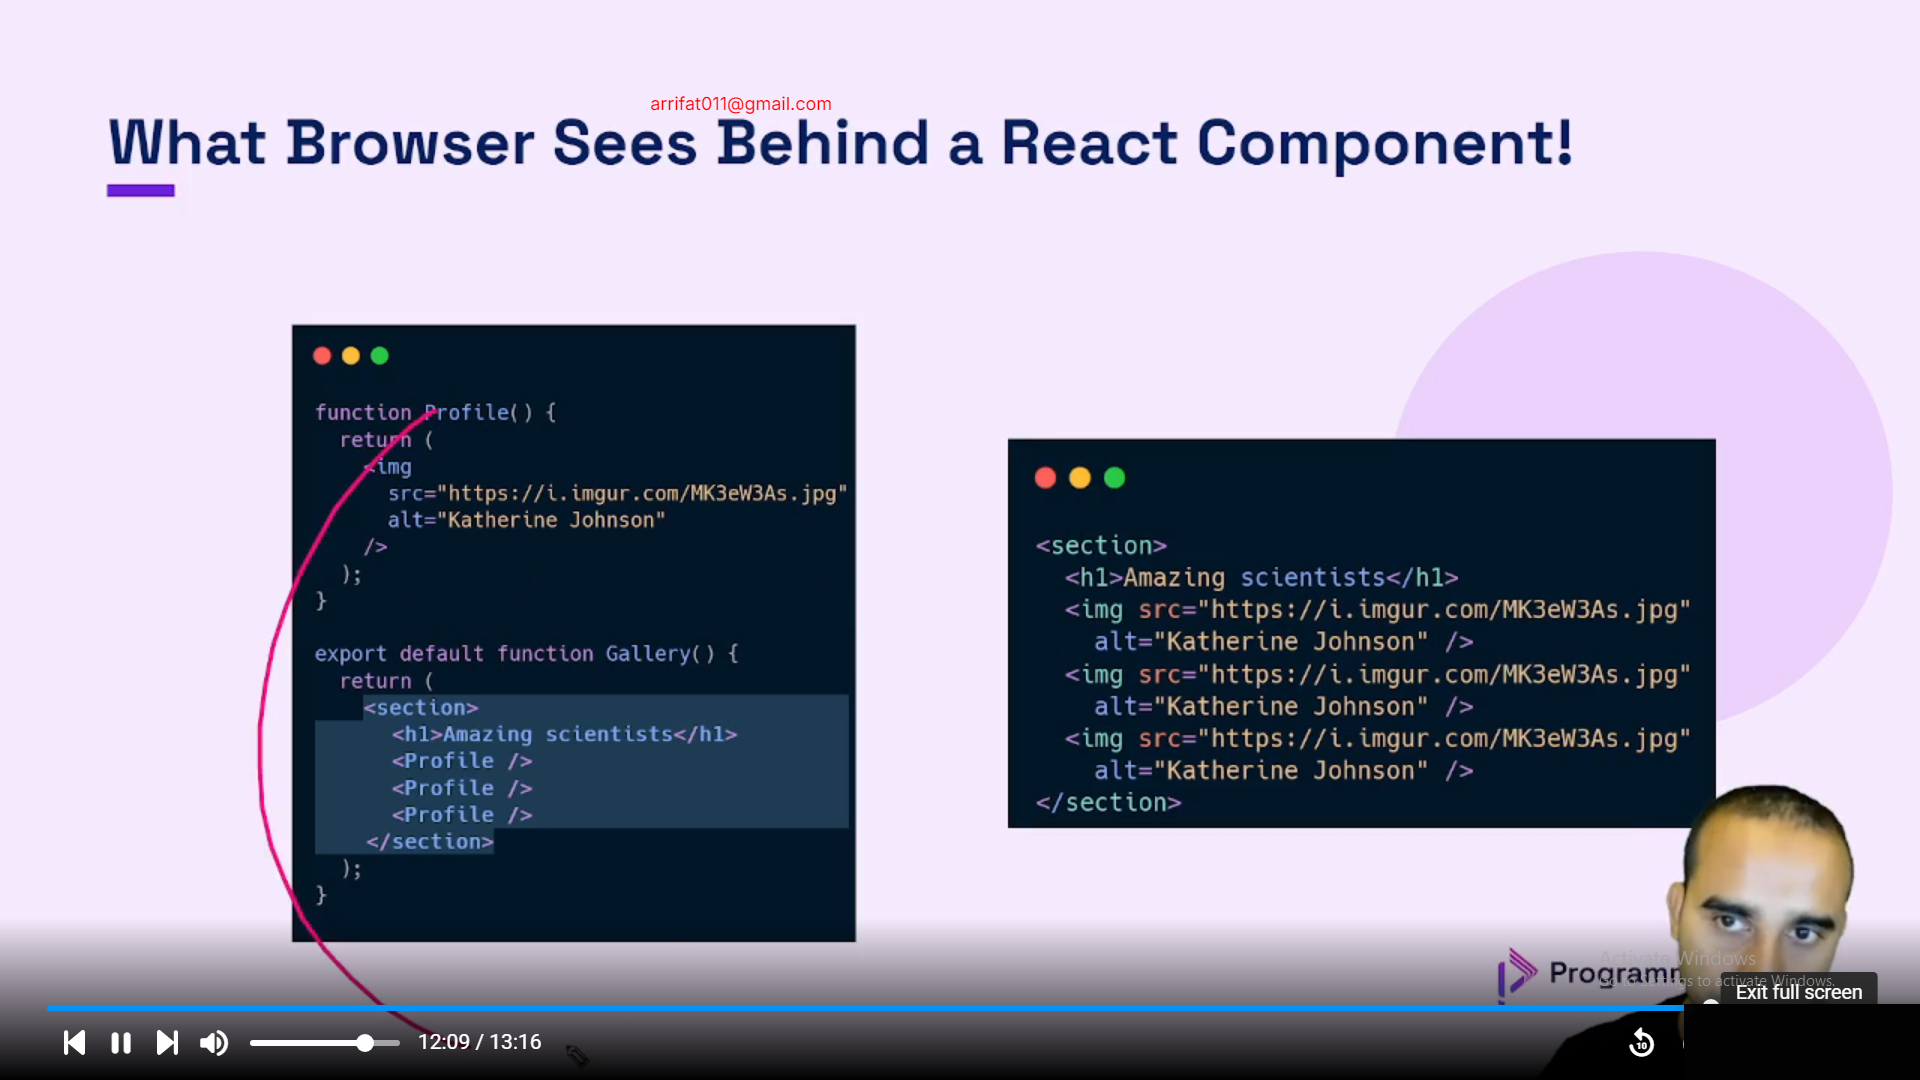 arrifat011@gmail.com
What Browser Sees Behind a React Component!
function Profile() {
return (
<img
src="https://i.imgur.com/MK3eW3As.jpg"
alt="Katherine Johnson"
/>
);
}
export default function Gallery() {
return (
<section>
<h1>Amazing scientists</h1>
<Profile />
<Profile />
<Profile />
</section>
);
}
<section>
<h1>Amazing scientists</h1>
<img src="https://i.imgur.com/MK3eW3As.jpg"
alt="Katherine Johnson" />
<img src="https://i.imgur.com/MK3eW3As.jpg"
alt="Katherine Johnson" />
<img src="https://i.imgur.com/MK3eW3As.jpg"
alt="Katherine Johnson" />
</section>
Activate Windows
Go to Settings to activate Windows.
Exit full screen
12:09 / 13:16
10